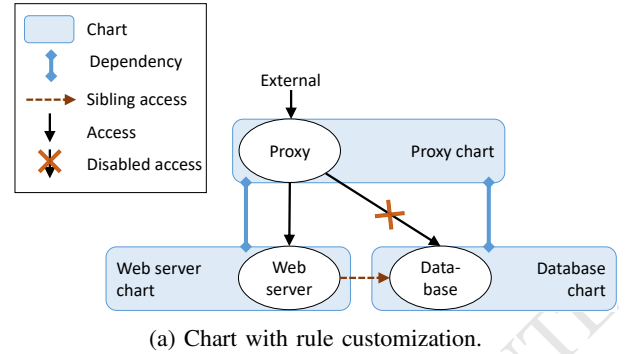 Chart
Dependency
Sibling access
Access
Disabled access
External
Proxy
Proxy chart
Web server
chart
Web
server
Data-
base
Database
chart
(a) Chart with rule customization.